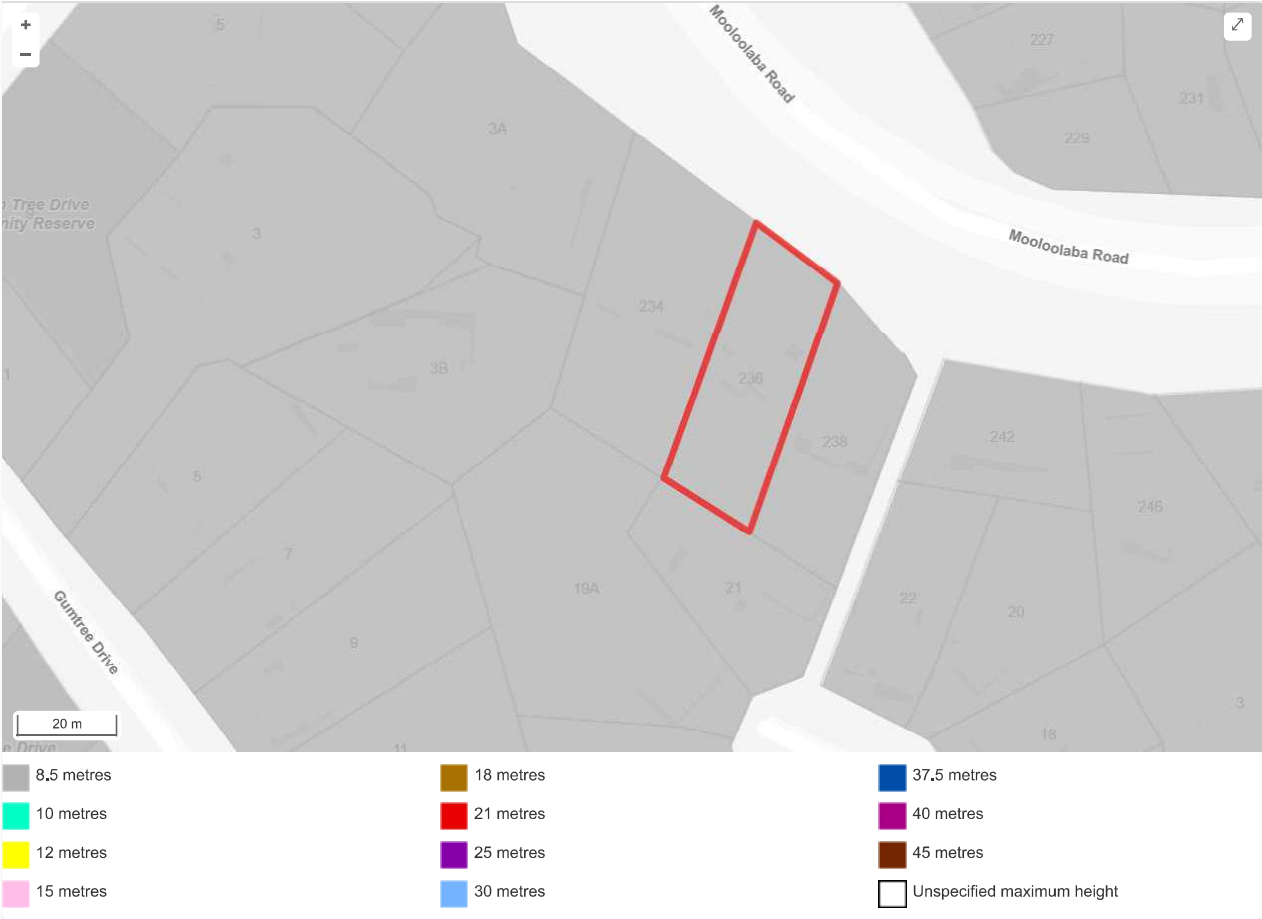 +
−
5
Mooloolaba Road
227
231
229
3A
Tree Drive
nity Reserve
3
Mooloolaba Road
234
3B
236
1
238
242
5
246
7
19A
21
22
20
Gumtree Drive
9
3
20 m
18
e Drive
11
8.5 metres
10 metres
12 metres
15 metres
18 metres
21 metres
25 metres
30 metres
37.5 metres
40 metres
45 metres
Unspecified maximum height